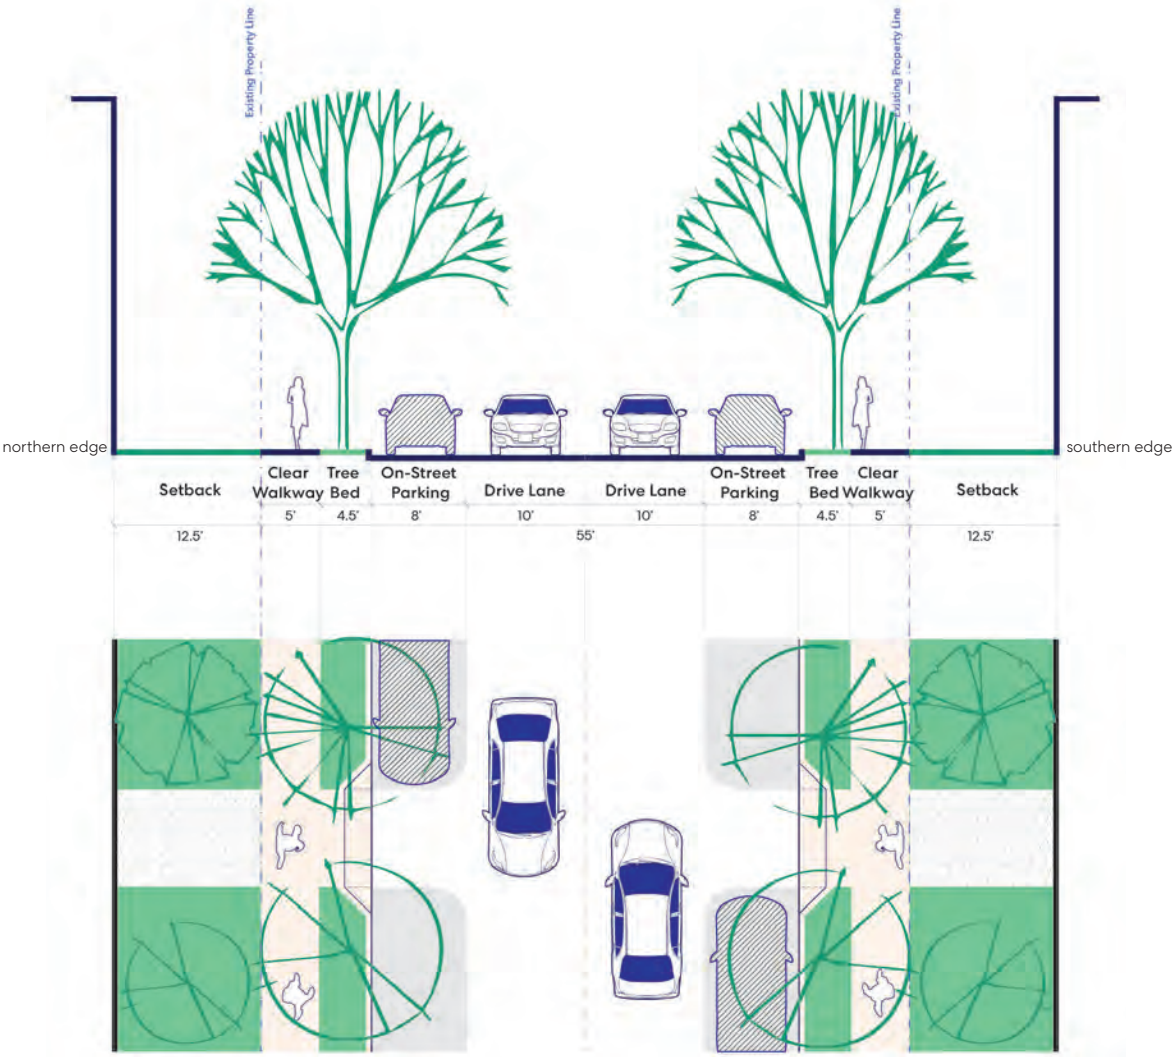 Existing Property Line
Existing Property Line
northern edge
southern edge
Setback
Clear
Walkway
Tree
Bed
On-Street
Parking
Drive Lane
Drive Lane
On-Street
Parking
Tree
Bed
Clear
Walkway
Setback
5'
4.5'
8'
10'
10'
8'
4.5'
5'
12.5'
55'
12.5'